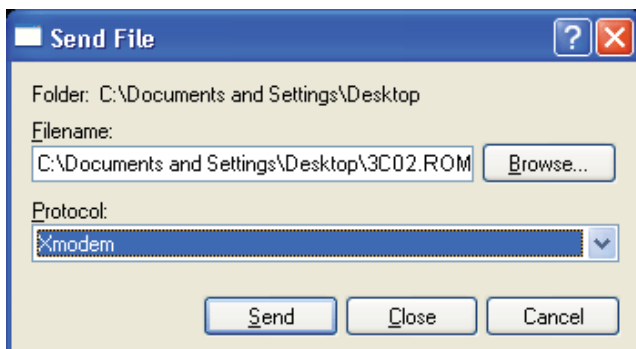 Send File
Folder: C:\Documents and Settings\Desktop
Filename:
C:\Documents and Settings\Desktop\3C02.ROM Browse...
Protocol:
Xmodem
Send Close Cancel